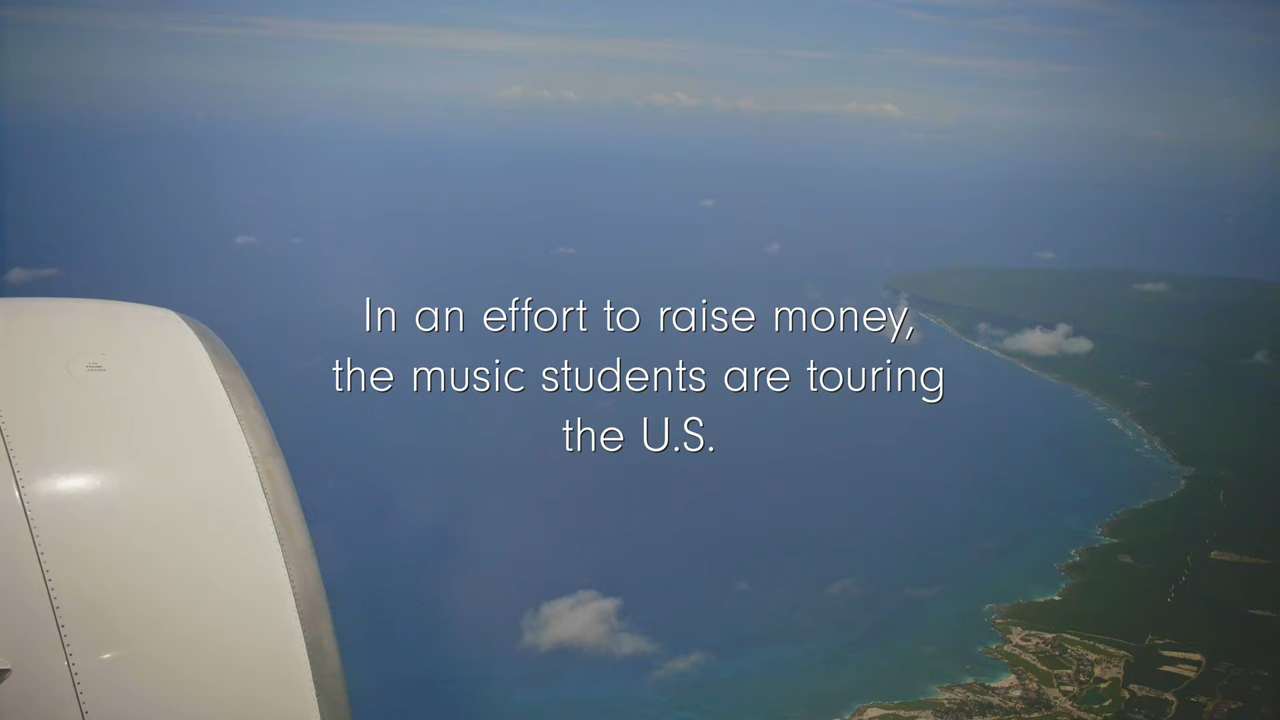 In an effort to raise money,
the music students are touring
the U.S.